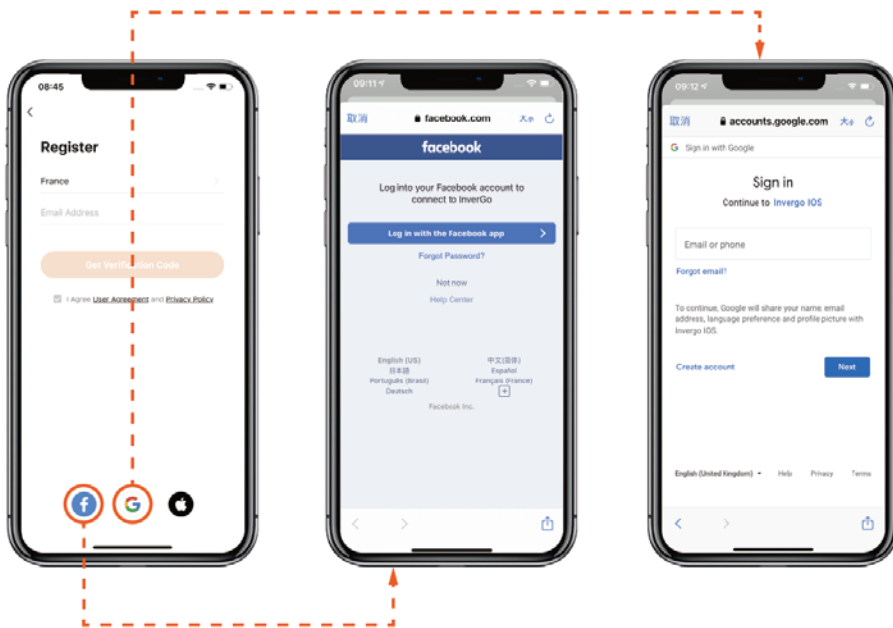 08:45
Register
France
Email Address
Get Verification Code
I Agree User Agreement and Privacy Policy
09:11
取消
facebook.com
大小
facebook
Log into your Facebook account to
connect to InverGo
Log in with the Facebook app
Forgot Password?
Not now
Help Center
English (US)
中文(简体)
日本語
Español
Português (Brasil)
Français (France)
Deutsch
Facebook Inc.
09:12
取消
accounts.google.com
大小
G Sign in with Google
Sign in
Continue to Invergo IOS
Email or phone
Forgot email?
To continue, Google will share your name, email
address, language preference and profile picture with
Invergo IOS.
Create account
Next
English (United Kingdom)
Help
Privacy
Terms